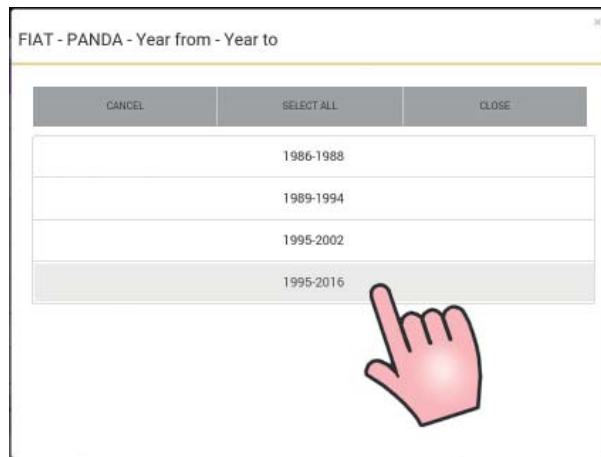 FIAT - PANDA - Year from - Year to
CANCEL SELECT ALL CLOSE
1986-1988
1989-1994
1995-2002
1995-2016